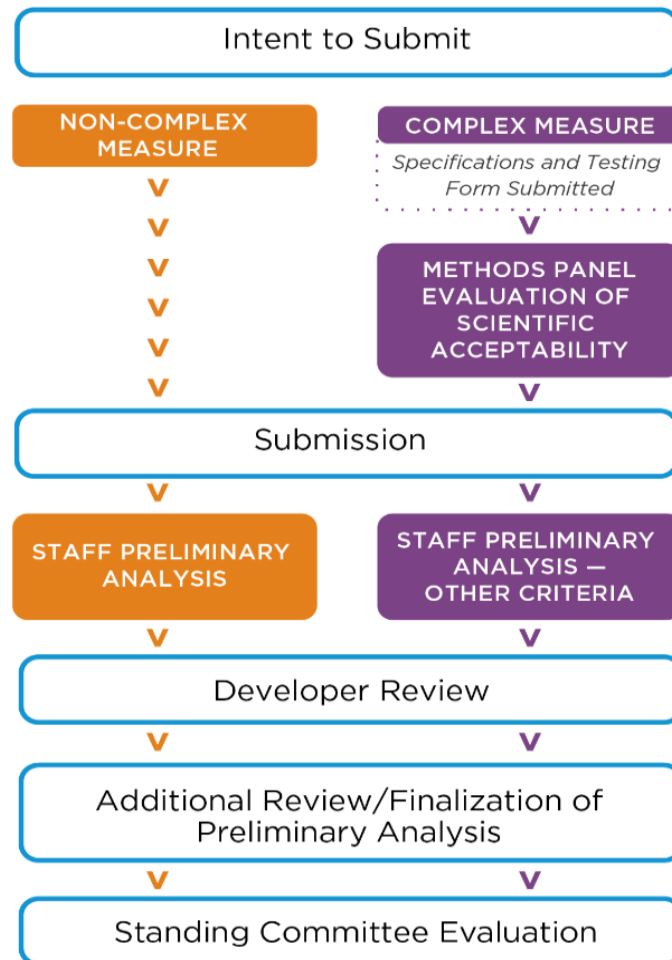 Intent to Submit
NON-COMPLEX
MEASURE
COMPLEX MEASURE
Specifications and Testing
Form Submitted
METHODS PANEL
EVALUATION OF
SCIENTIFIC
ACCEPTABILITY
Submission
STAFF PRELIMINARY
ANALYSIS
STAFF PRELIMINARY
ANALYSIS —
OTHER CRITERIA
Developer Review
Additional Review/Finalization of
Preliminary Analysis
Standing Committee Evaluation